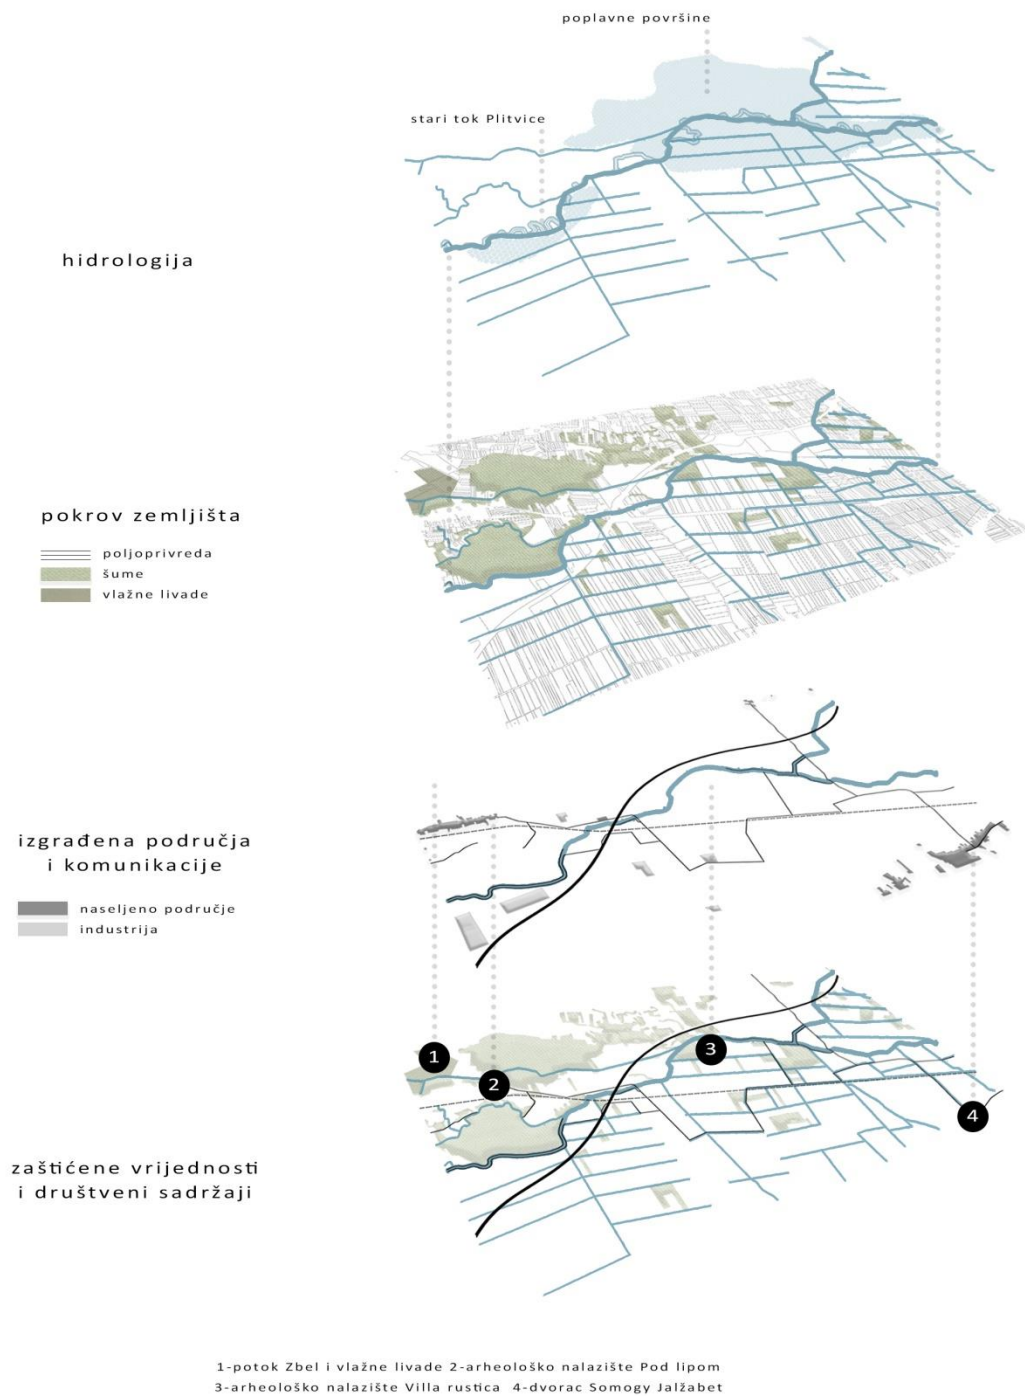 poplavne površine
stari tok Plitvice
hidrologija
pokrov zemljišta
poljoprivreda
šume
vlažne livade
izgrađena područja
i komunikacije
naseljeno područje
industrija
1
2
3
4
zaštićene vrijednosti
i društveni sadržaji
1-potok Zbel i vlažne livade 2-arheološko nalazište Pod lipom
3-arheološko nalazište Villa rustica 4-dvorac Somogy Jalžabet